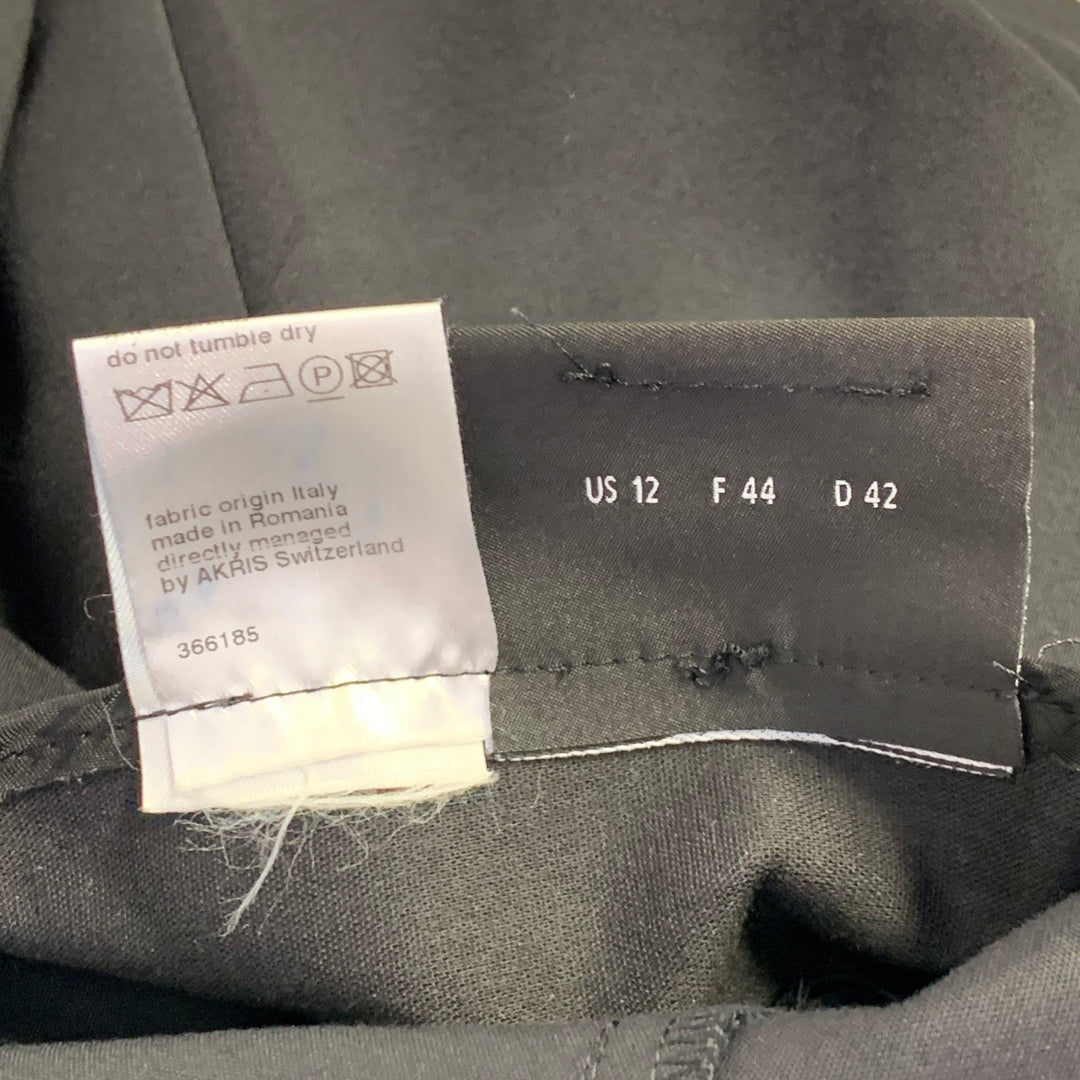 do not tumble dry
P
fabric origin Italy
made in Romania
directly managed
by AKRIS Switzerland
366185
US 12 F 44 D 42